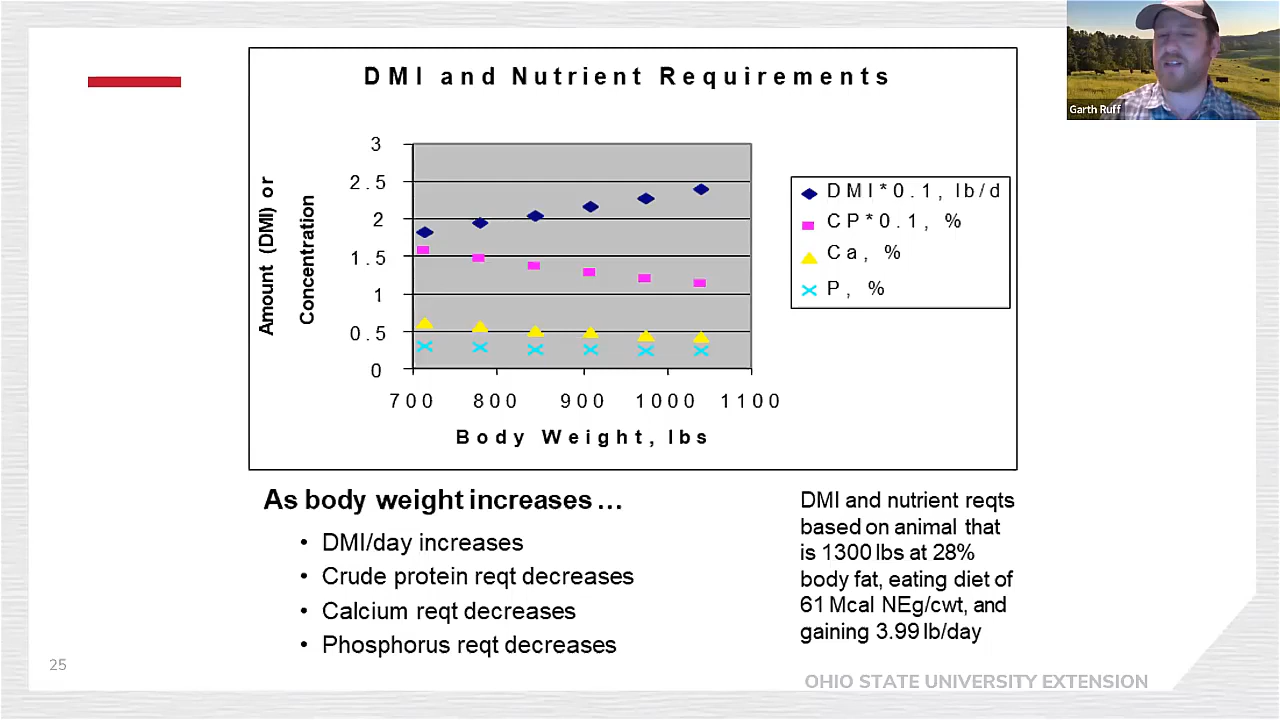 Garth Ruff
DMI and Nutrient Requirements
Amount (DMI) or
Concentration
3
2.5
2
1.5
1
0.5
0
700 800 900 1000 1100
Body Weight, lbs
DMI*0.1, lb/d
CP*0.1, %
Ca, %
P, %
As body weight increases...
• DMI/day increases
• Crude protein reqt decreases
• Calcium reqt decreases
• Phosphorus reqt decreases
DMI and nutrient reqts
based on animal that
is 1300 lbs at 28%
body fat, eating diet of
61 Mcal NEg/cwt, and
gaining 3.99 lb/day
25
OHIO STATE UNIVERSITY EXTENSION